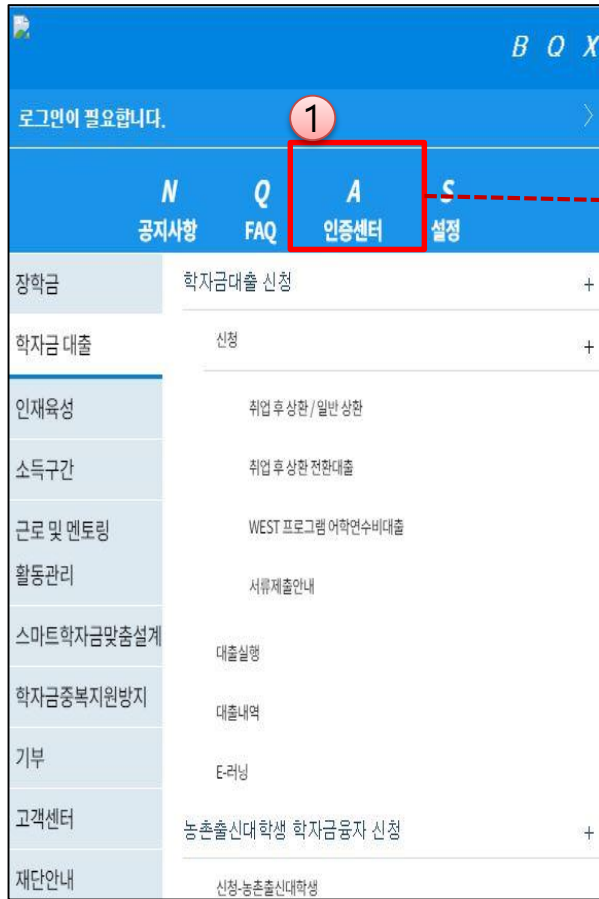 B Q X
로그인이 필요합니다.
1
N Q A S
공지사항 FAQ 인증센터 설정
장학금
학자금 대출
인재육성
소득구간
근로 및 멘토링
활동관리
스마트학자금맞춤설계
학자금중복지원방지
기부
고객센터
재단안내
학자금대출 신청 +
신청 +
취업 후 상환 / 일반 상환
취업 후 상환 전환대출
WEST 프로그램 어학연수비대출
서류제출안내
대출실행
대출내역
E-러닝
농촌출신대학생 학자금융자 신청 +
신청-농촌출신대학생